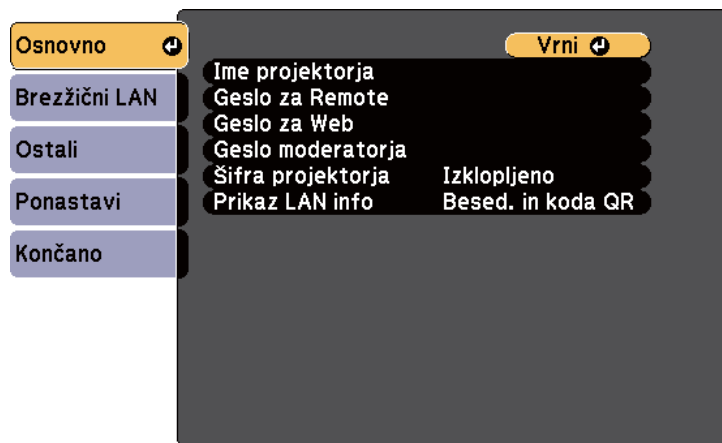 Osnovno
Brezžični LAN
Ostali
Ponastavi
Končano
Vrni
Ime projektorja
Geslo za Remote
Geslo za Web
Geslo moderatorja
Šifra projektorja Izklopljeno
Prikaz LAN info Besed. in koda QR